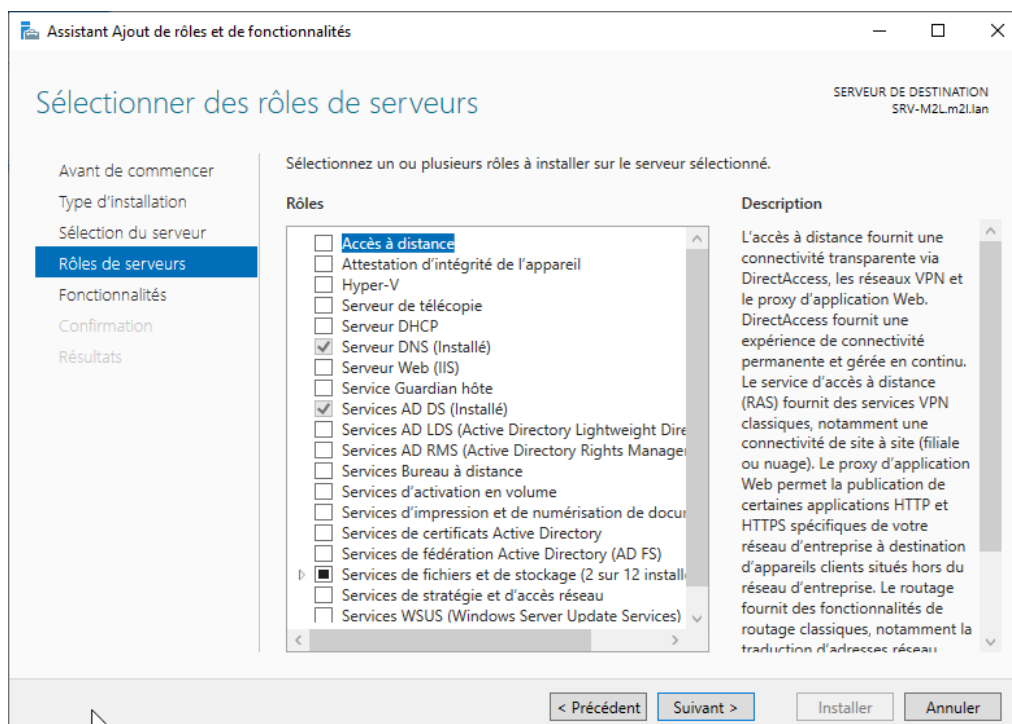 Assistant Ajout de rôles et de fonctionnalités
Sélectionner des rôles de serveurs
SERVEUR DE DESTINATION
SRV-M2L.m2l.lan
Avant de commencer
Type d'installation
Sélection du serveur
Rôles de serveurs
Fonctionnalités
Confirmation
Résultats
Sélectionnez un ou plusieurs rôles à installer sur le serveur sélectionné.
Rôles
Accès à distance
Attestation d'intégrité de l'appareil
Hyper-V
Serveur de télécopie
Serveur DHCP
Serveur DNS (Installé)
Serveur Web (IIS)
Service Guardian hôte
Services AD DS (Installé)
Services AD LDS (Active Directory Lightweight Dire
Services AD RMS (Active Directory Rights Manager
Services Bureau à distance
Services d'activation en volume
Services d'impression et de numérisation de docur
Services de certificats Active Directory
Services de fédération Active Directory (AD FS)
Services de fichiers et de stockage (2 sur 12 install
Services de stratégie et d'accès réseau
Services WSUS (Windows Server Update Services)
Description
L'accès à distance fournit une
connectivité transparente via
DirectAccess, les réseaux VPN et
le proxy d'application Web.
DirectAccess fournit une
expérience de connectivité
permanente et gérée en continu.
Le service d'accès à distance
(RAS) fournit des services VPN
classiques, notamment une
connectivité de site à site (filiale
ou nuage). Le proxy d'application
Web permet la publication de
certaines applications HTTP et
HTTPS spécifiques de votre
réseau d'entreprise à destination
d'appareils clients situés hors du
réseau d'entreprise. Le routage
fournit des fonctionnalités de
routage classiques, notamment la
traduction d'adresses réseau
< Précédent
Suivant >
Installer
Annuler